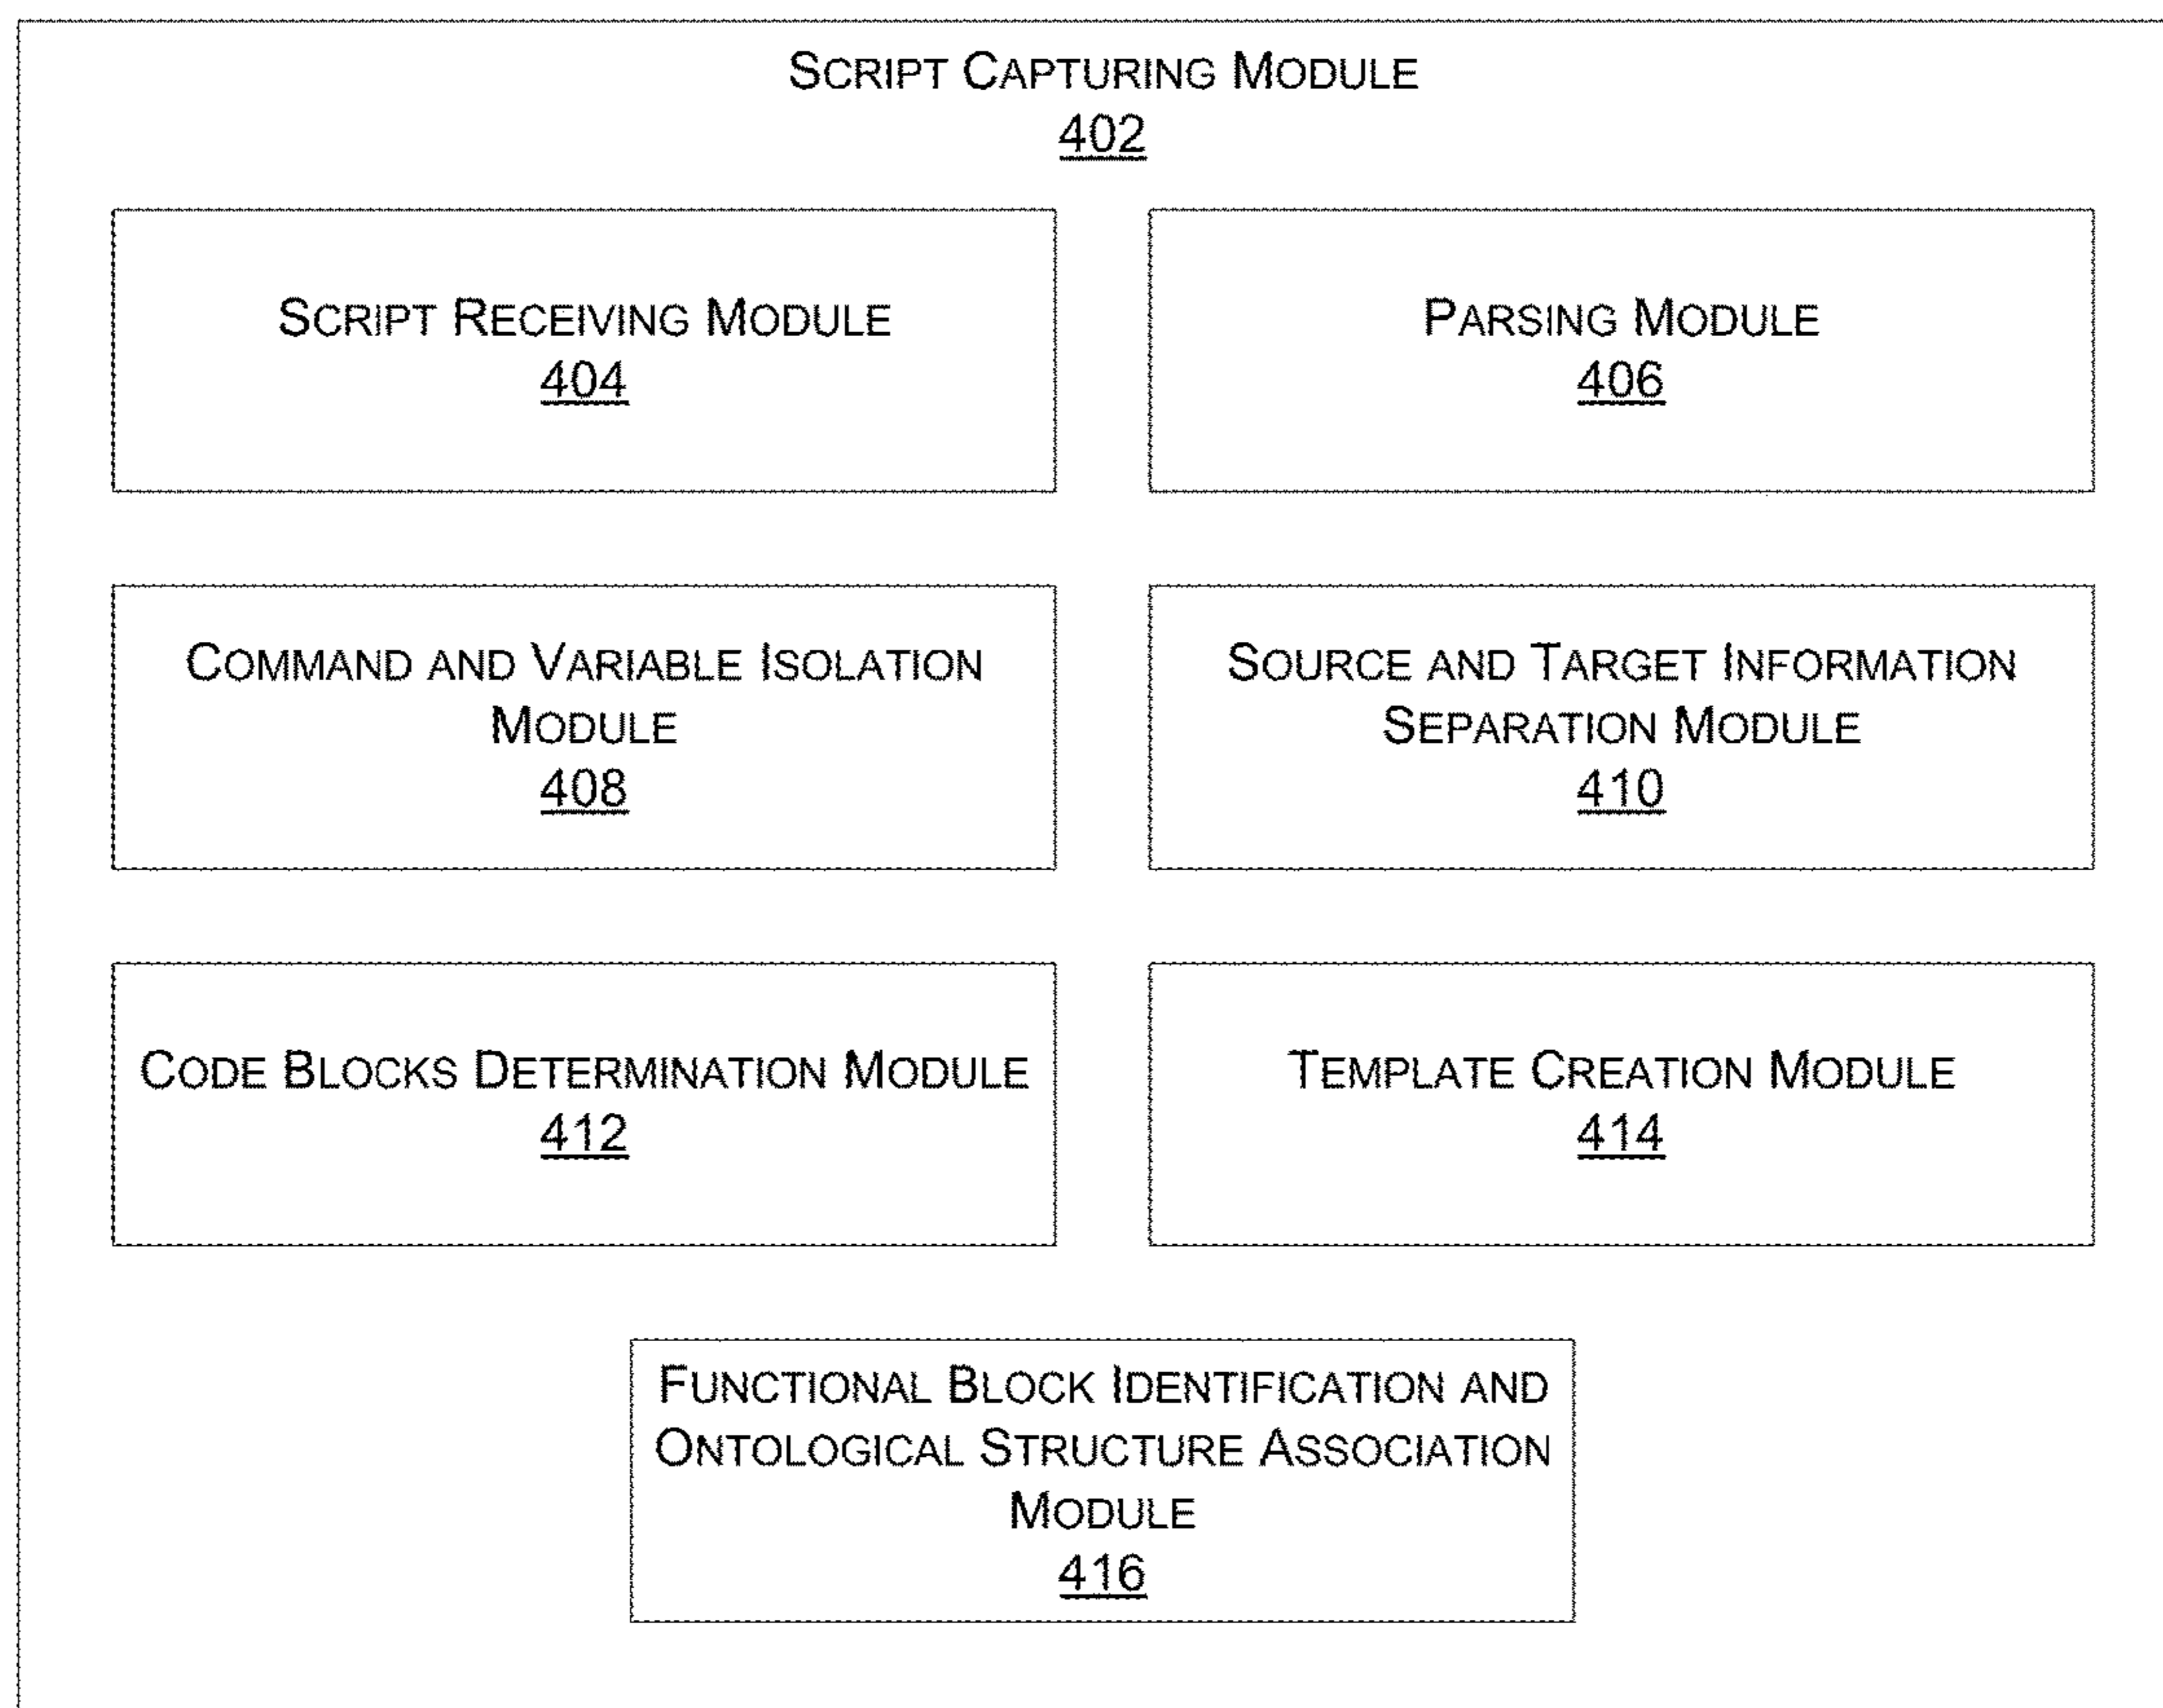 SCRIPT CAPTURING MODULE
402
SCRIPT RECEIVING MODULE
404
PARSING MODULE
406
COMMAND AND VARIABLE ISOLATION
MODULE
408
SOURCE AND TARGET INFORMATION
SEPARATION MODULE
410
CODE BLOCKS DETERMINATION MODULE
412
TEMPLATE CREATION MODULE
414
FUNCTIONAL BLOCK IDENTIFICATION AND
ONTOLOGICAL STRUCTURE ASSOCIATION
MODULE
416